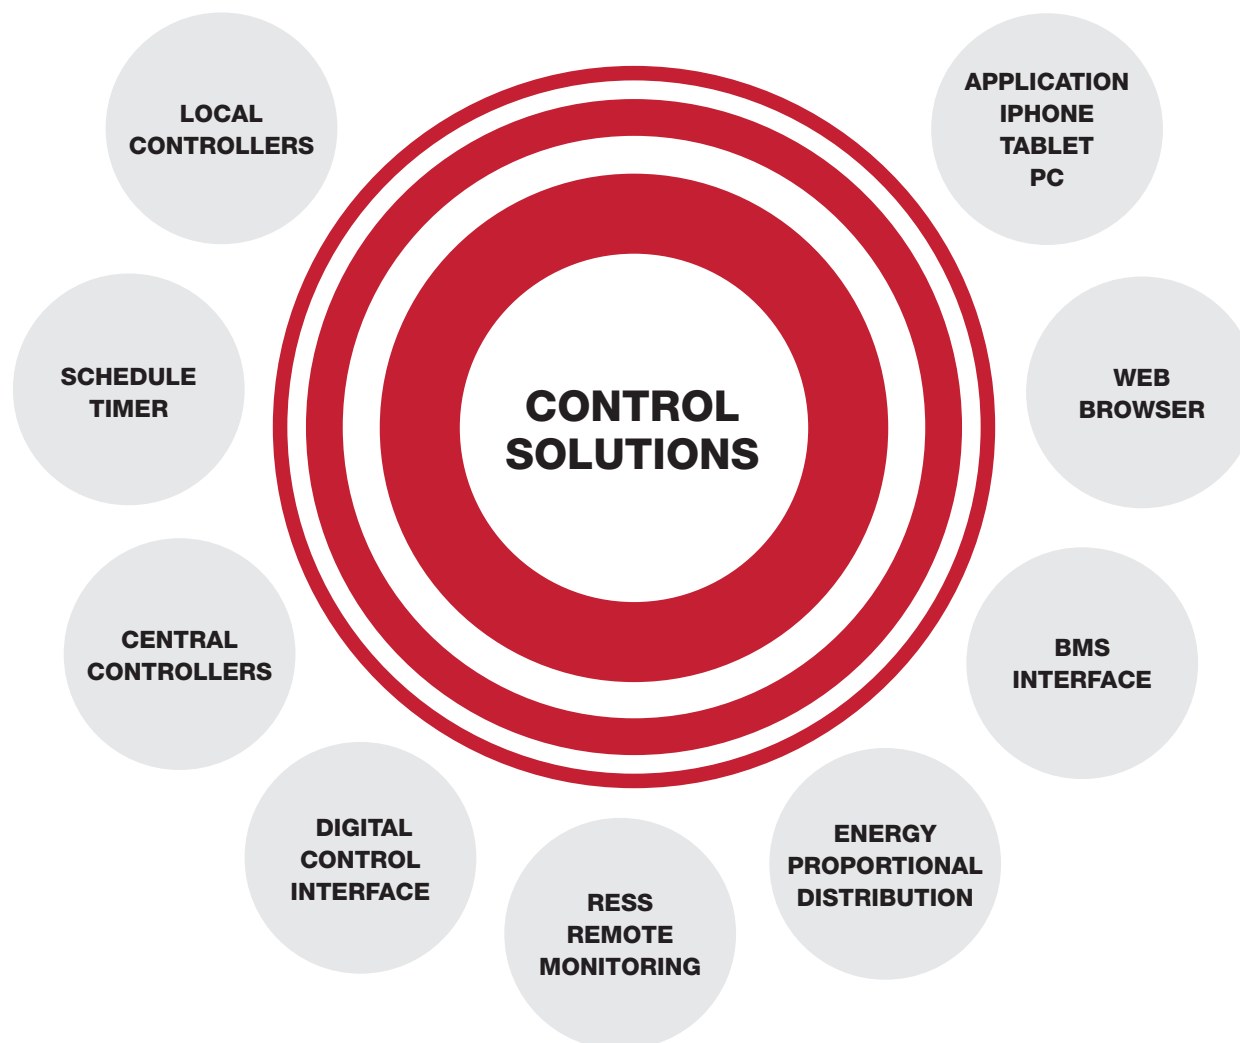 LOCAL
CONTROLLERS
APPLICATION
IPHONE
TABLET
PC
SCHEDULE
TIMER
CONTROL
SOLUTIONS
WEB
BROWSER
CENTRAL
CONTROLLERS
BMS
INTERFACE
DIGITAL
CONTROL
INTERFACE
RESS
REMOTE
MONITORING
ENERGY
PROPORTIONAL
DISTRIBUTION